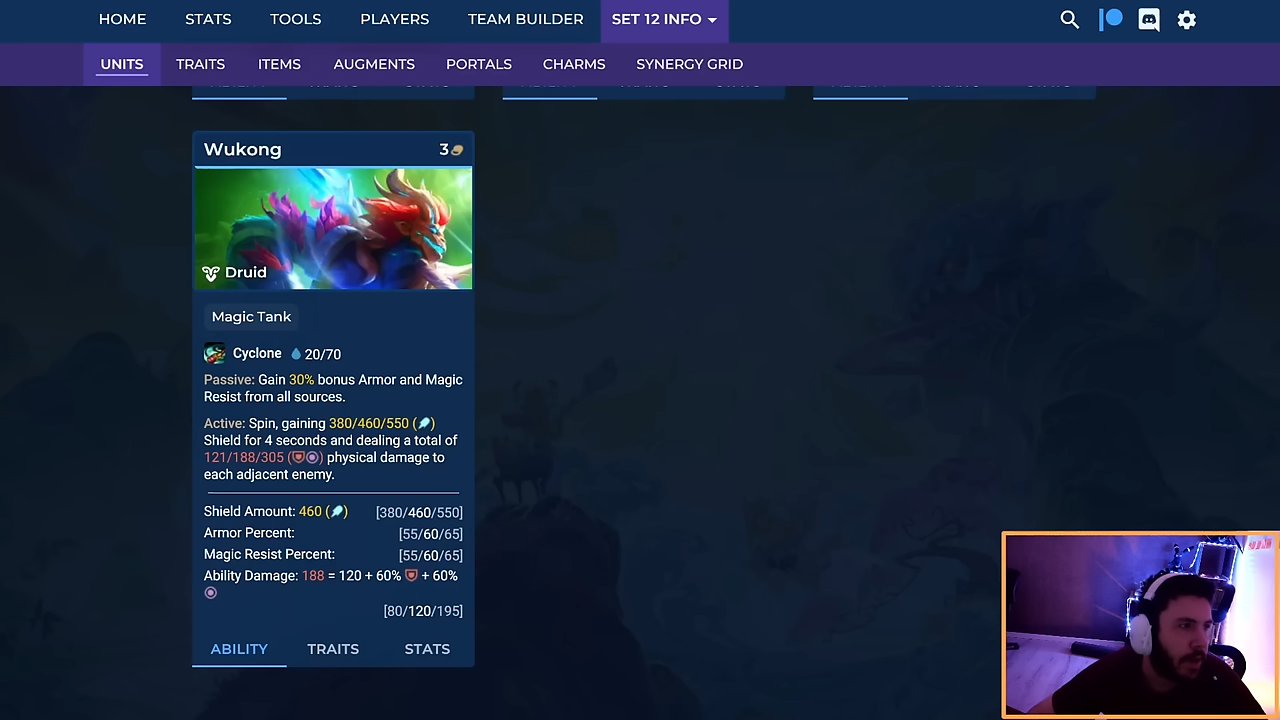 HOME STATS TOOLS PLAYERS TEAM BUILDER SET 12 INFO
UNITS TRAITS ITEMS AUGMENTS PORTALS CHARMS SYNERGY GRID
Wukong 3
Druid
Magic Tank
Cyclone 20/70
Passive: Gain 30% bonus Armor and Magic
Resist from all sources.
Active: Spin, gaining 380/460/550 ( )
Shield for 4 seconds and dealing a total of
121/188/305 ( ) physical damage to
each adjacent enemy.
Shield Amount: 460 ( ) [380/460/550]
Armor Percent: [55/60/65]
Magic Resist Percent: [55/60/65]
Ability Damage: 188 = 120 + 60% + 60%
[80/120/195]
ABILITY TRAITS STATS